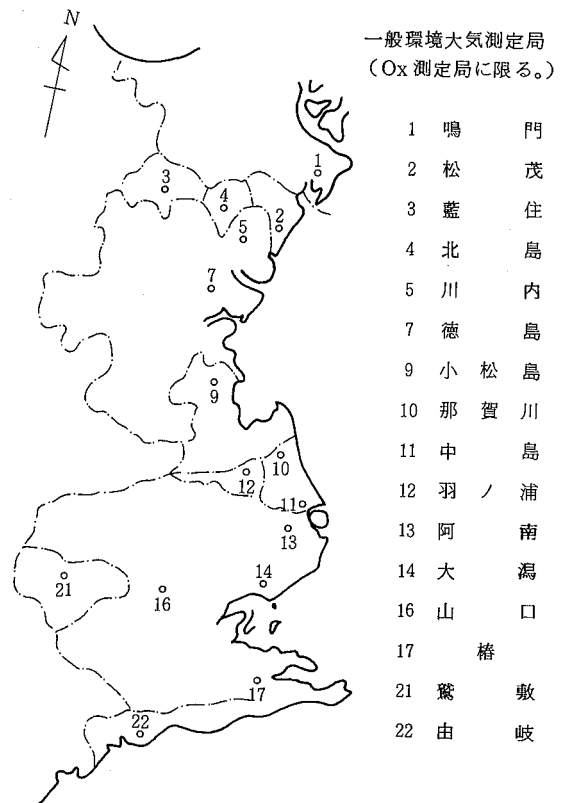 N
一般環境大気測定局
(Ox測定局に限る。)
1 鳴門
2 松茂
3 藍住
4 北島
5 川内
7 徳島
9 小松島
10 那賀川
11 中島
12 羽ノ浦
13 阿南
14 大潟
16 山口
17 椿
21 鷲敷
22 由岐
1
3
4
2
5
7
9
10
12
11
13
21
16
14
17
22